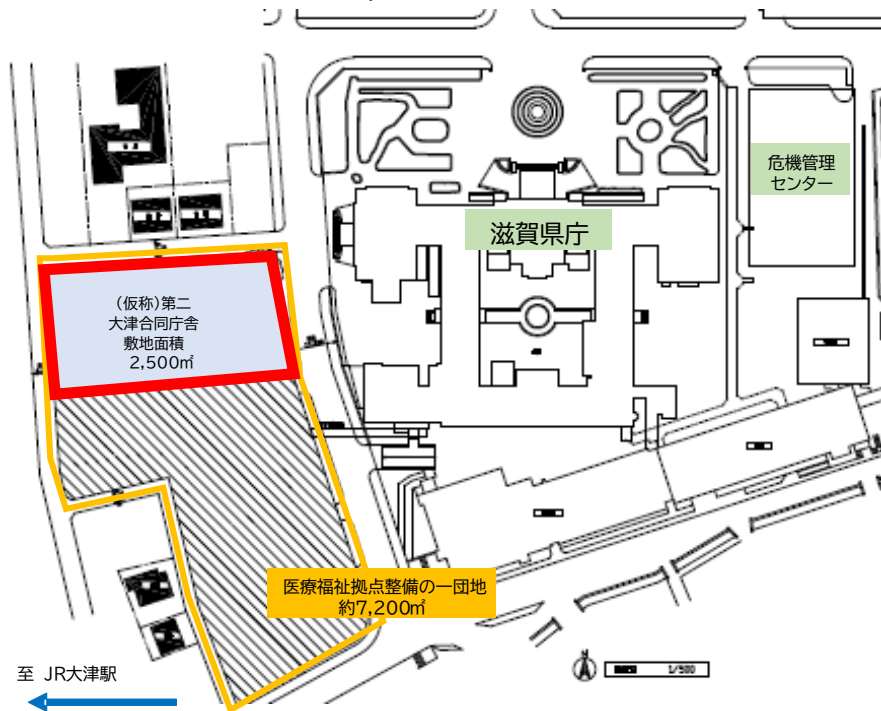 危機管理
センター
滋賀県庁
(仮称)第二
大津合同庁舎
敷地面積
2,500㎡
医療福祉拠点整備の一団地
約7,200㎡
至 JR大津駅
1/500